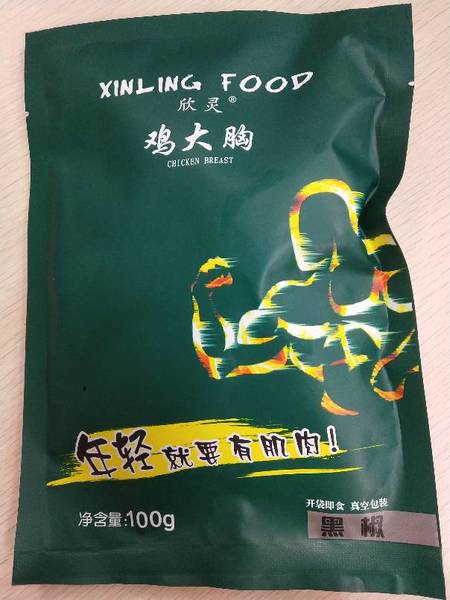 XINLING FOOD
欣灵®
鸡大胸
CHICKEN BREAST
年轻就要有肌肉!
开袋即食 真空包装
净含量:100g
黑椒